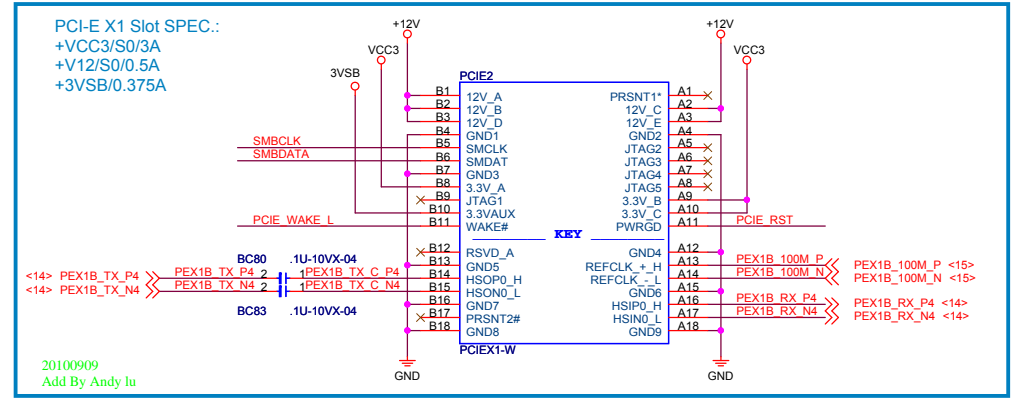 PCI-E X1 Slot SPEC.:
+VCC3/S0/3A
+V12/S0/0.5A
+3VSB/0.375A
+12V
VCC3
3VSB
+12V
VCC3
PCIE2
B1 12V_A PRSNT1* A1
B2 12V_B 12V_C A2
B3 12V_D 12V_E A3
B4 GND1 GND2 A4
SMBCLK B5 SMCLK JTAG2 A5
SMBDATA B6 SMDAT JTAG3 A6
B7 GND3 JTAG4 A7
B8 3.3V_A JTAG5 A8
B9 JTAG1 3.3V_B A9
B10 3.3VAUX 3.3V_C A10
PCIE_WAKE_L B11 WAKE# PWRGD A11 PCIE_RST
KEY
B12 RSVD_A GND4 A12
BC80 .1U-10VX-04 B13 GND5 REFCLK_+_H A13 PEX1B_100M_P PEX1B_100M_P <15>
<14> PEX1B_TX_P4 PEX1B_TX_P4 2 1 PEX1B_TX_C_P4 B14 HSOP0_H REFCLK_-_L A14 PEX1B_100M_N PEX1B_100M_N <15>
<14> PEX1B_TX_N4 PEX1B_TX_N4 2 1 PEX1B_TX_C_N4 B15 HSON0_L GND6 A15
B16 GND7 HSIP0_H A16 PEX1B_RX_P4 PEX1B_RX_P4 <14>
BC83 .1U-10VX-04 B17 PRSNT2# HSIN0_L A17 PEX1B_RX_N4 PEX1B_RX_N4 <14>
B18 GND8 GND9 A18
PCIEX1-W
GND
GND
20100909
Add By Andy lu